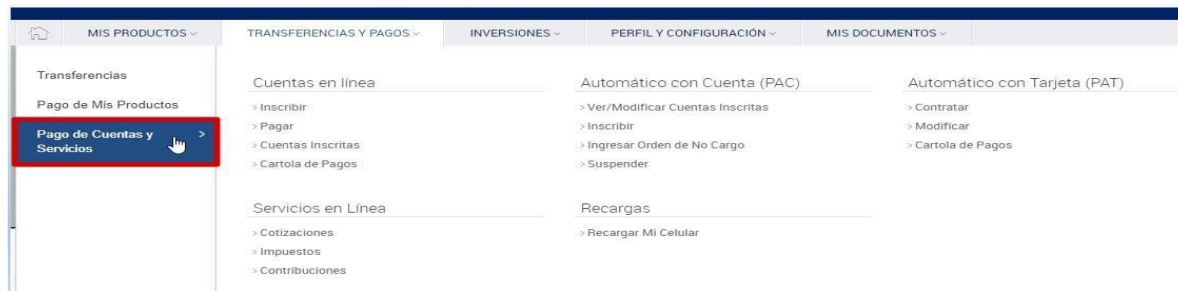 MIS PRODUCTOS
TRANSFERENCIAS Y PAGOS
INVERSIONES
PERFIL Y CONFIGURACIÓN
MIS DOCUMENTOS
Transferencias
Pago de Mis Productos
Pago de Cuentas y >
Servicios
Cuentas en línea
> Inscribir
> Pagar
> Cuentas Inscritas
> Cartola de Pagos
Automático con Cuenta (PAC)
> Ver/Modificar Cuentas Inscritas
> Inscribir
> Ingresar Orden de No Cargo
> Suspender
Automático con Tarjeta (PAT)
> Contratar
> Modificar
> Cartola de Pagos
Servicios en Línea
> Cotizaciones
> Impuestos
> Contribuciones
Recargas
> Recargar Mi Celular